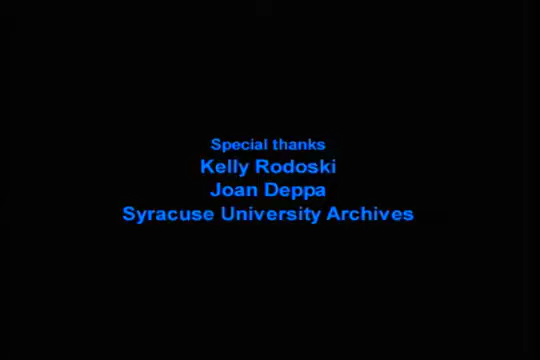 Special thanks
Kelly Rodoski
Joan Deppa
Syracuse University Archives